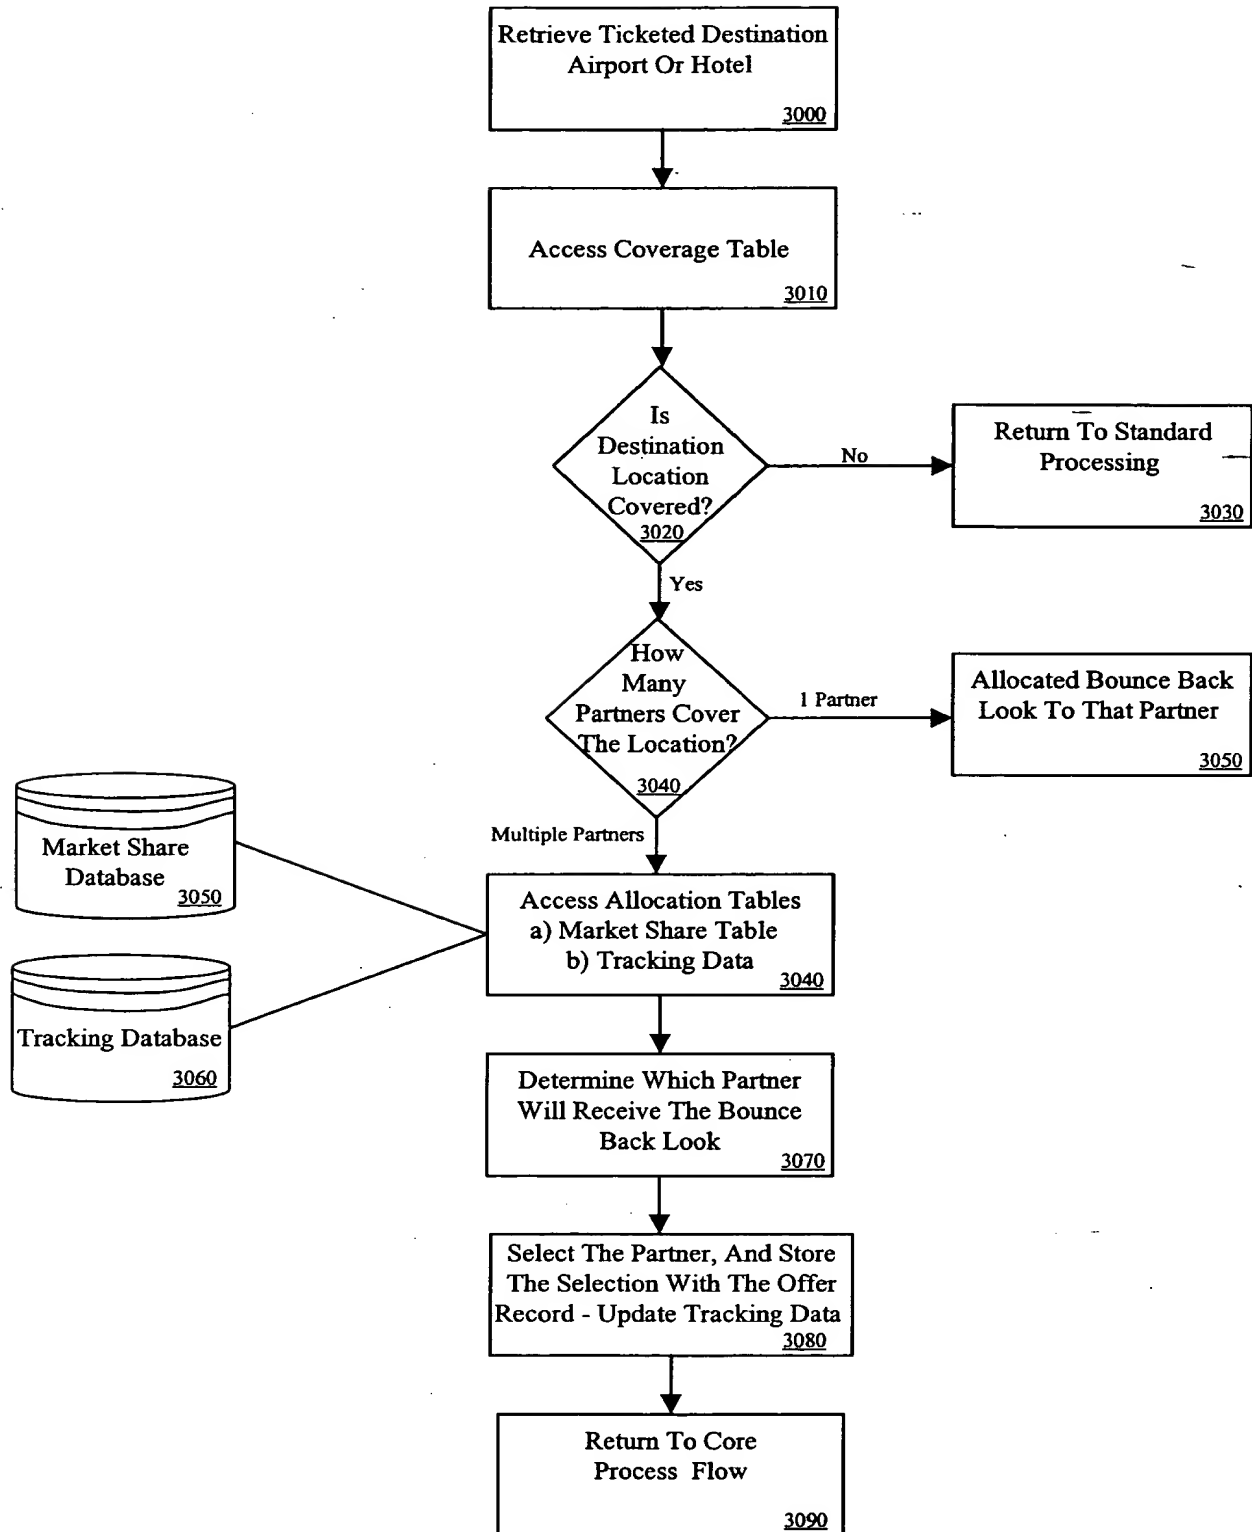 Retrieve Ticketed Destination
Airport Or Hotel
3000
Access Coverage Table
3010
Is
Destination
Location
Covered?
3020
No
Return To Standard
Processing
3030
Yes
How
Many
Partners Cover
The Location?
3040
1 Partner
Allocated Bounce Back
Look To That Partner
3050
Multiple Partners
Market Share
Database
3050
Access Allocation Tables
a) Market Share Table
b) Tracking Data
3040
Tracking Database
3060
Determine Which Partner
Will Receive The Bounce
Back Look
3070
Select The Partner, And Store
The Selection With The Offer
Record - Update Tracking Data
3080
Return To Core
Process Flow
3090